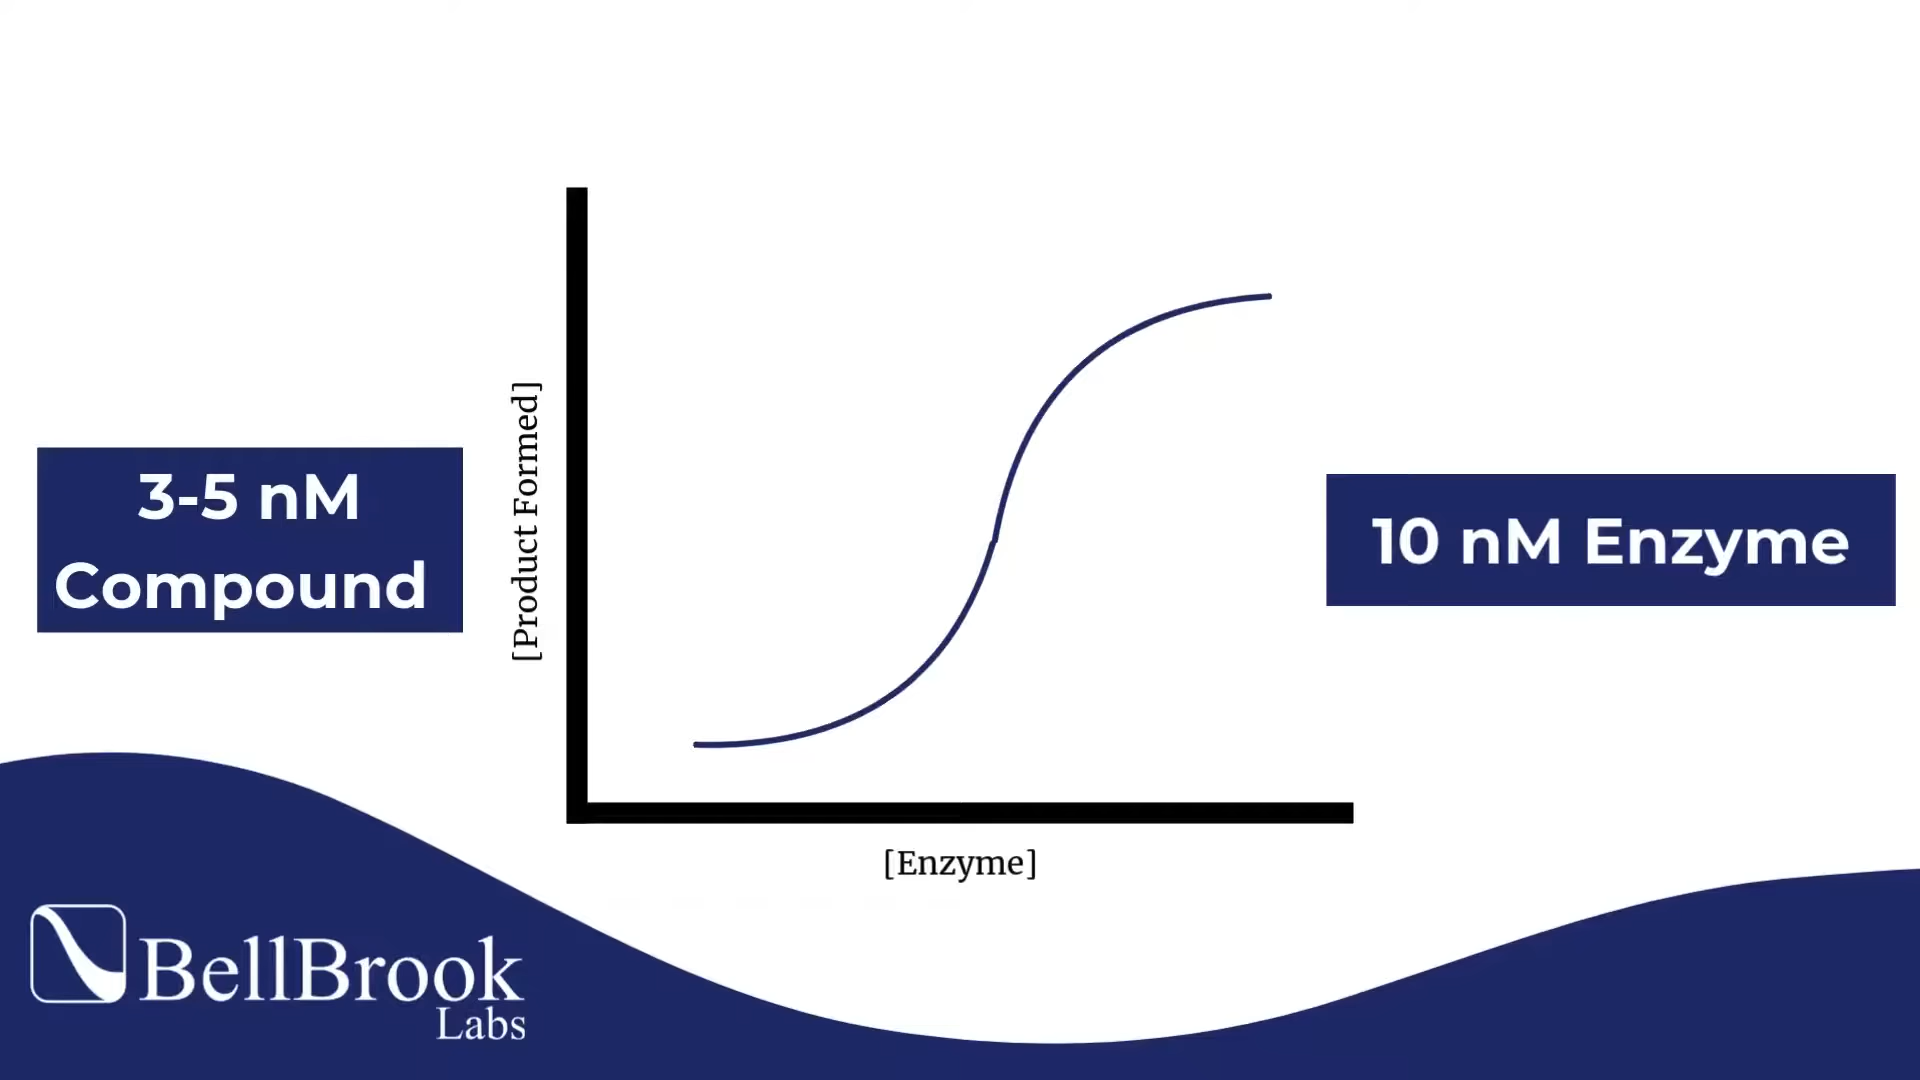 3-5 nM
Compound
[Product Formed]
[Enzyme]
10 nM Enzyme
BellBrook
Labs